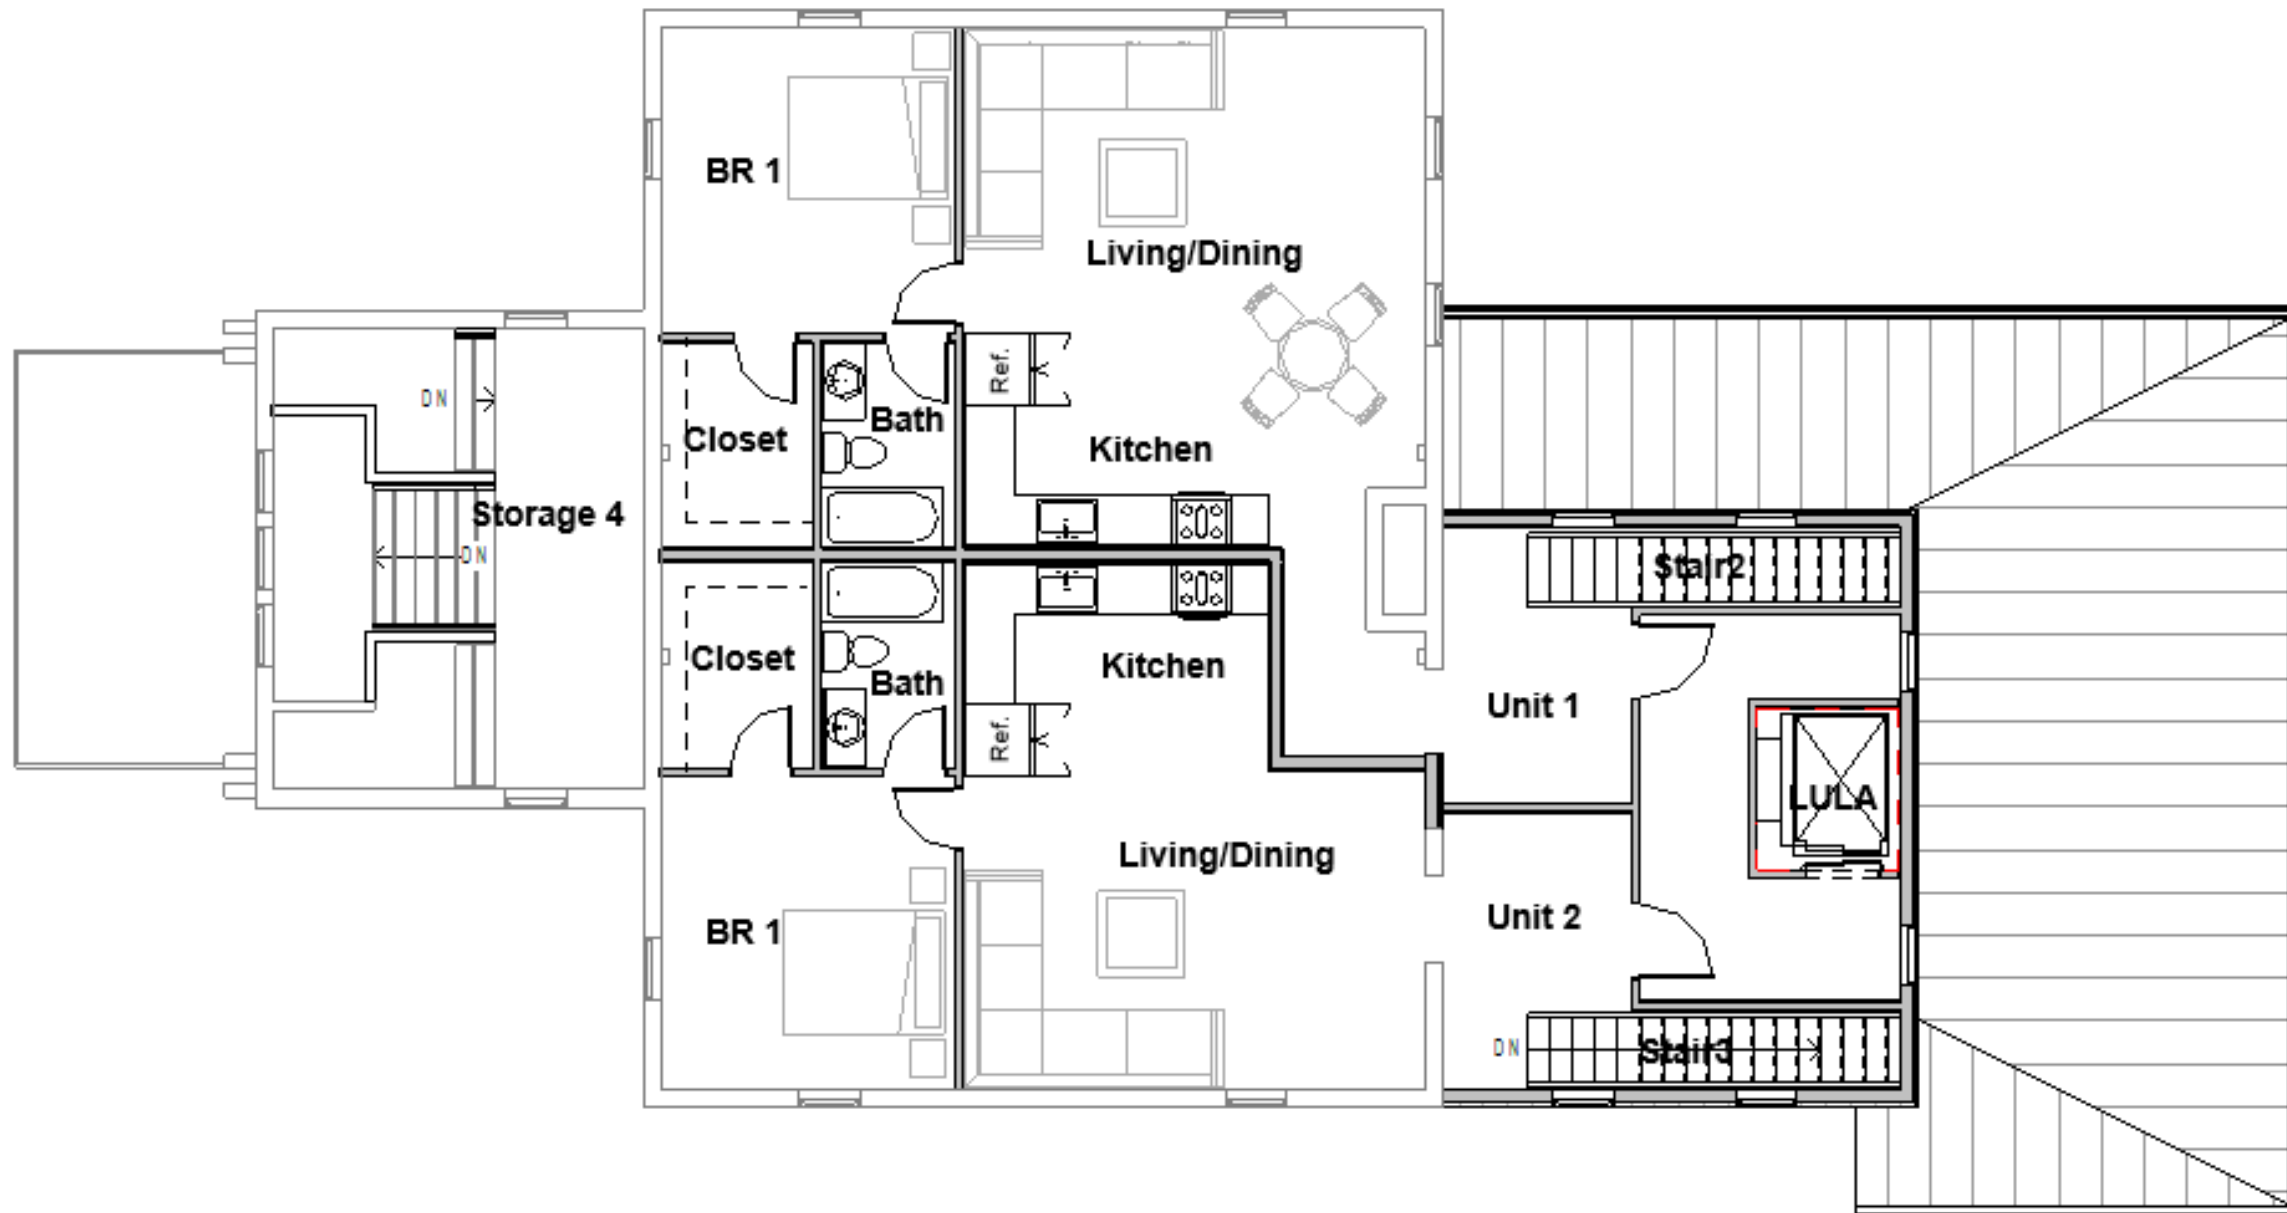 BR 1
Living/Dining
Ref.
DN
Bath
Closet
Kitchen
Storage 4
DN
Stair2
Closet
Kitchen
Bath
Unit 1
Ref.
LULA
Living/Dining
Unit 2
BR 1
DN
Stair3